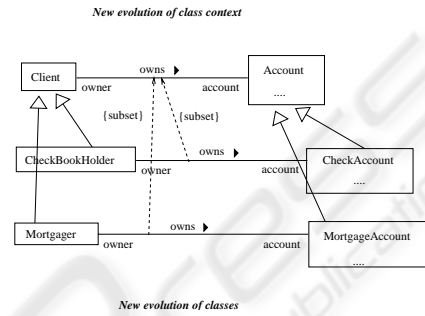 New evolution of class context
Client
owns
Account
....
owner
account
{subset}
{subset}
CheckBookHolder
owns
owner
account
CheckAccount
....
Mortgager
owns
owner
account
MortgageAccount
....
New evolution of classes